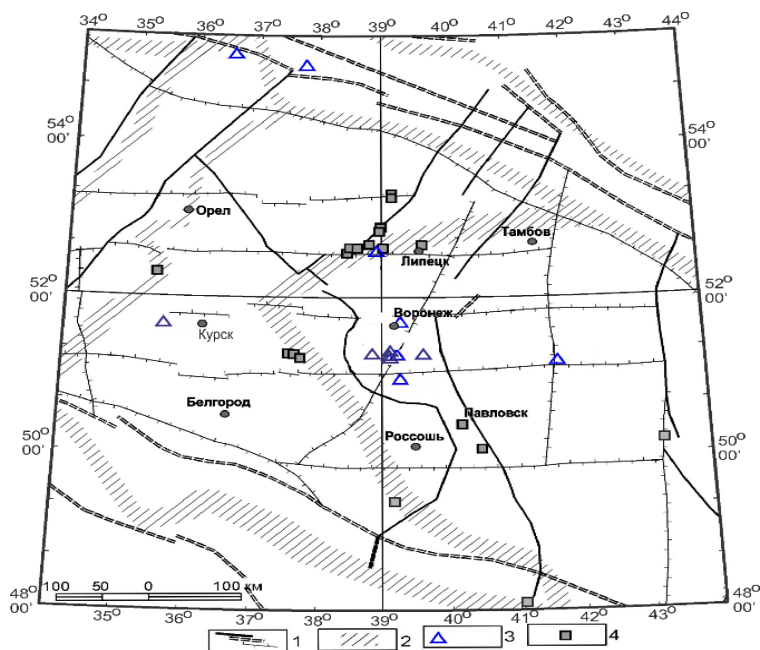 34° 35° 36° 37° 38° 39° 40° 41° 42° 43° 44°
54°
00'
54°
00'
Орел
Тамбов
Липецк
52°
00'
52°
00'
Воронеж
Курск
Белгород
Павловск
Россошь
50°
00'
50°
00'
100 50 0 100 км
48°
00'
48°
00'
35° 36° 37° 38° 39° 40° 41° 42° 43°
1 2 3 4